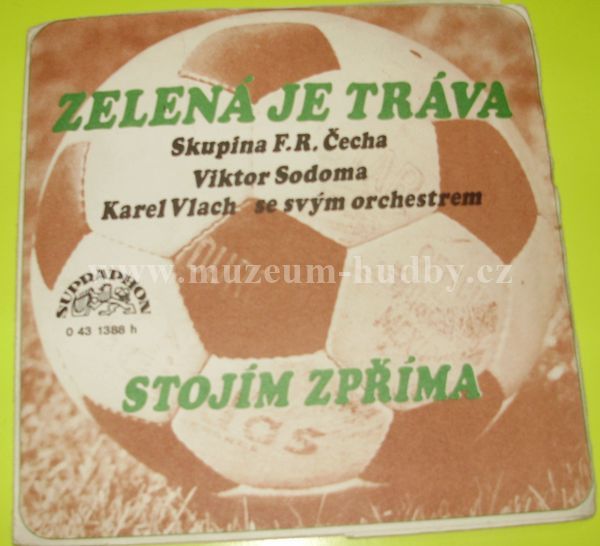 ZELENÁ JE TRÁVA
Skupina F.R. Čecha
Viktor Sodoma
Karel Vlach se svým orchestrem
www.muzeum-hudby.cz
SUPRAPHON
0 43 1388 h
STOJÍM ZPŘÍMA